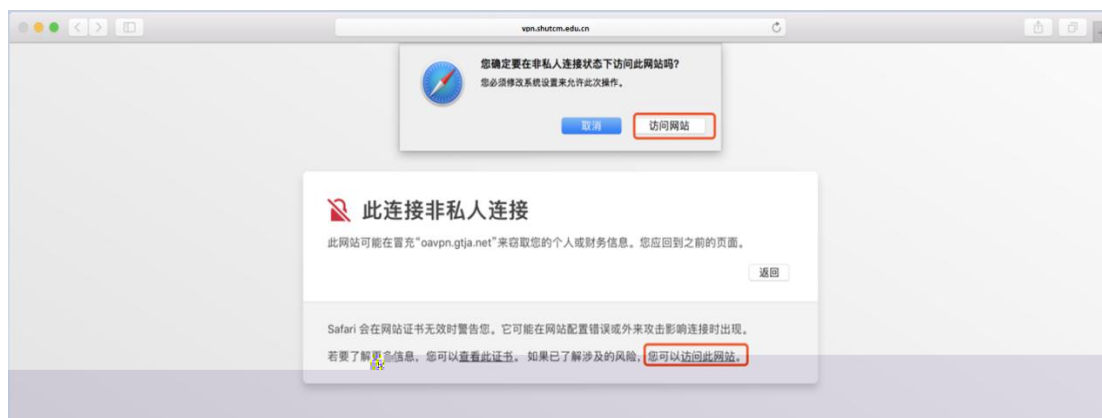 vpn.shutcm.edu.cn
您确定要在非私人连接状态下访问此网站吗?
您必须修改系统设置来允许此次操作。
取消 访问网站
此连接非私人连接
此网站可能在冒充“oavpn.gtja.net”来窃取您的个人或财务信息。您应回到之前的页面。
返回
Safari 会在网站证书无效时警告您。它可能在网站配置错误或外来攻击影响连接时出现。
若要了解更多信息，您可以查看此证书。 如果已了解涉及的风险，您可以访问此网站。